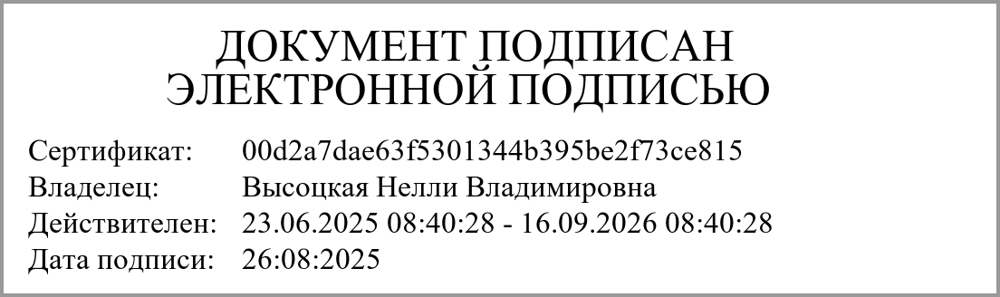 ДОКУМЕНТ ПОДПИСАН
ЭЛЕКТРОННОЙ ПОДПИСЬЮ
Сертификат: 00d2a7dae63f5301344b395be2f73ce815
Владелец: Высоцкая Нелли Владимировна
Действителен: 23.06.2025 08:40:28 - 16.09.2026 08:40:28
Дата подписи: 26:08:2025